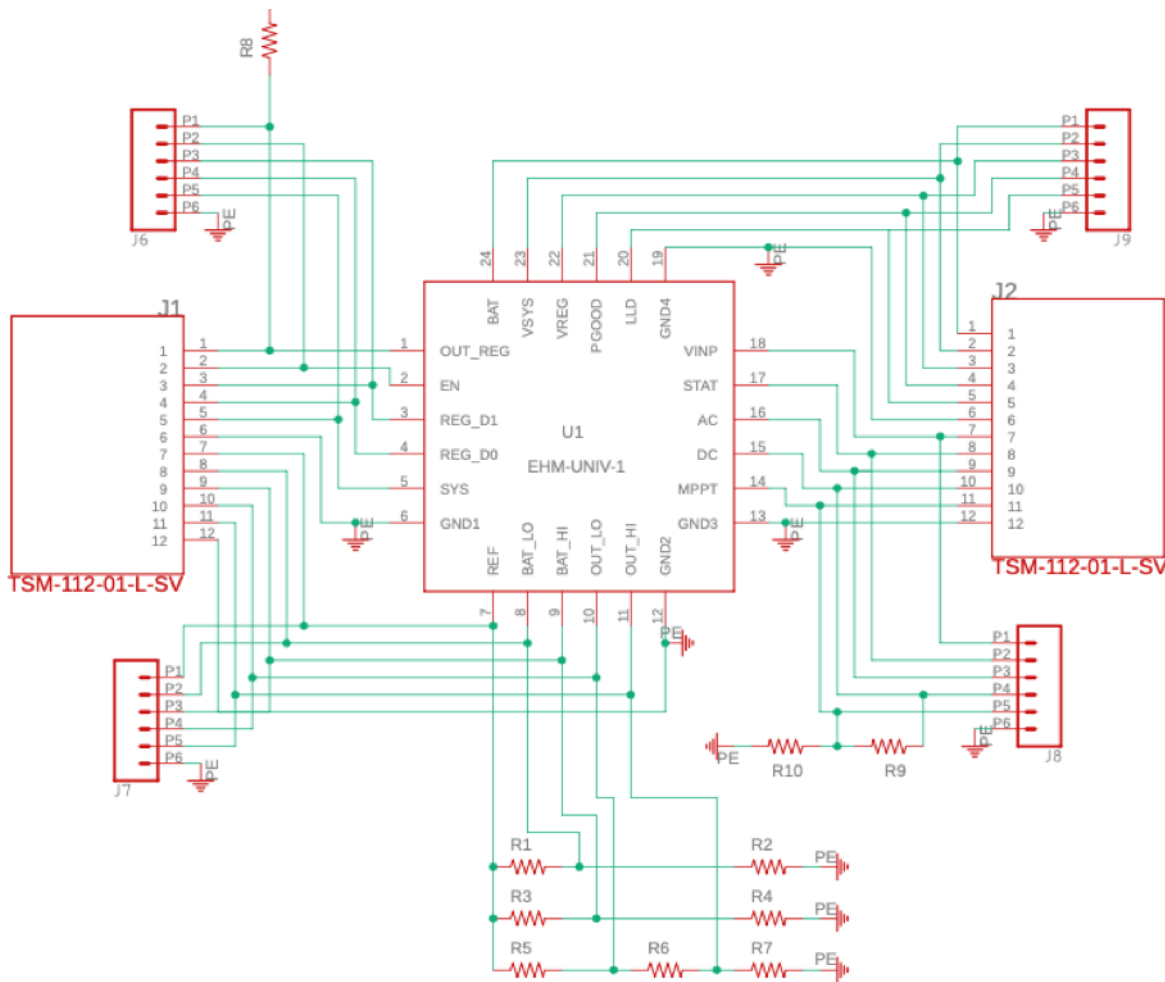 R8
P1
P2
P3
P4
P5
P6
PE
J6
P1
P2
P3
P4
P5
P6
PE
J9
24
23
22
21
20
19
PE
BAT
VSYS
VREG
PGOOD
LLD
GND4
J1
1 1
2 2
3 3
4 4
5 5
6 6
7 7
8 8
9 9
10 10
11 11
12 12
TSM-112-01-L-SV
1 OUT_REG
2 EN
3 REG_D1
4 REG_D0
5 SYS
6 GND1
PE
U1
EHM-UNIV-1
VINP 18
STAT 17
AC 16
DC 15
MPPT 14
GND3 13
PE
J2
1 1
2 2
3 3
4 4
5 5
6 6
7 7
8 8
9 9
10 10
11 11
12 12
TSM-112-01-L-SV
REF
BAT_LO
BAT_HI
OUT_LO
OUT_HI
GND2
7
8
9
10
11
12
PE
P1
P2
P3
P4
P5
P6
PE
J7
P1
P2
P3
P4
P5
P6
PE
J8
PE
R10
R9
R1
R2
PE
R3
R4
PE
R5
R6
R7
PE